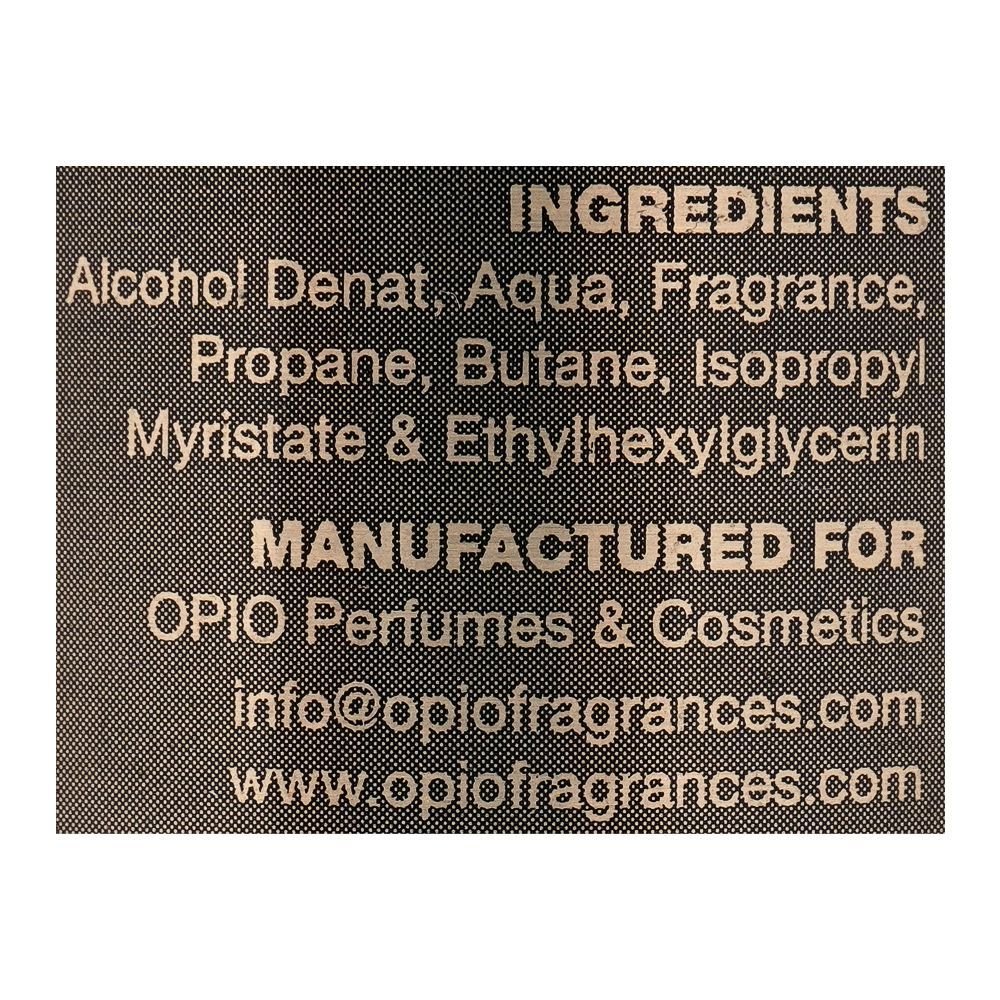 INGREDIENTS
Alcohol Denat, Aqua, Fragrance,
Propane, Butane, Isopropyl
Myristate & Ethylhexylglycerin
MANUFACTURED FOR
OPIO Perfumes & Cosmetics
info@opiofragrances.com
www.opiofragrances.com